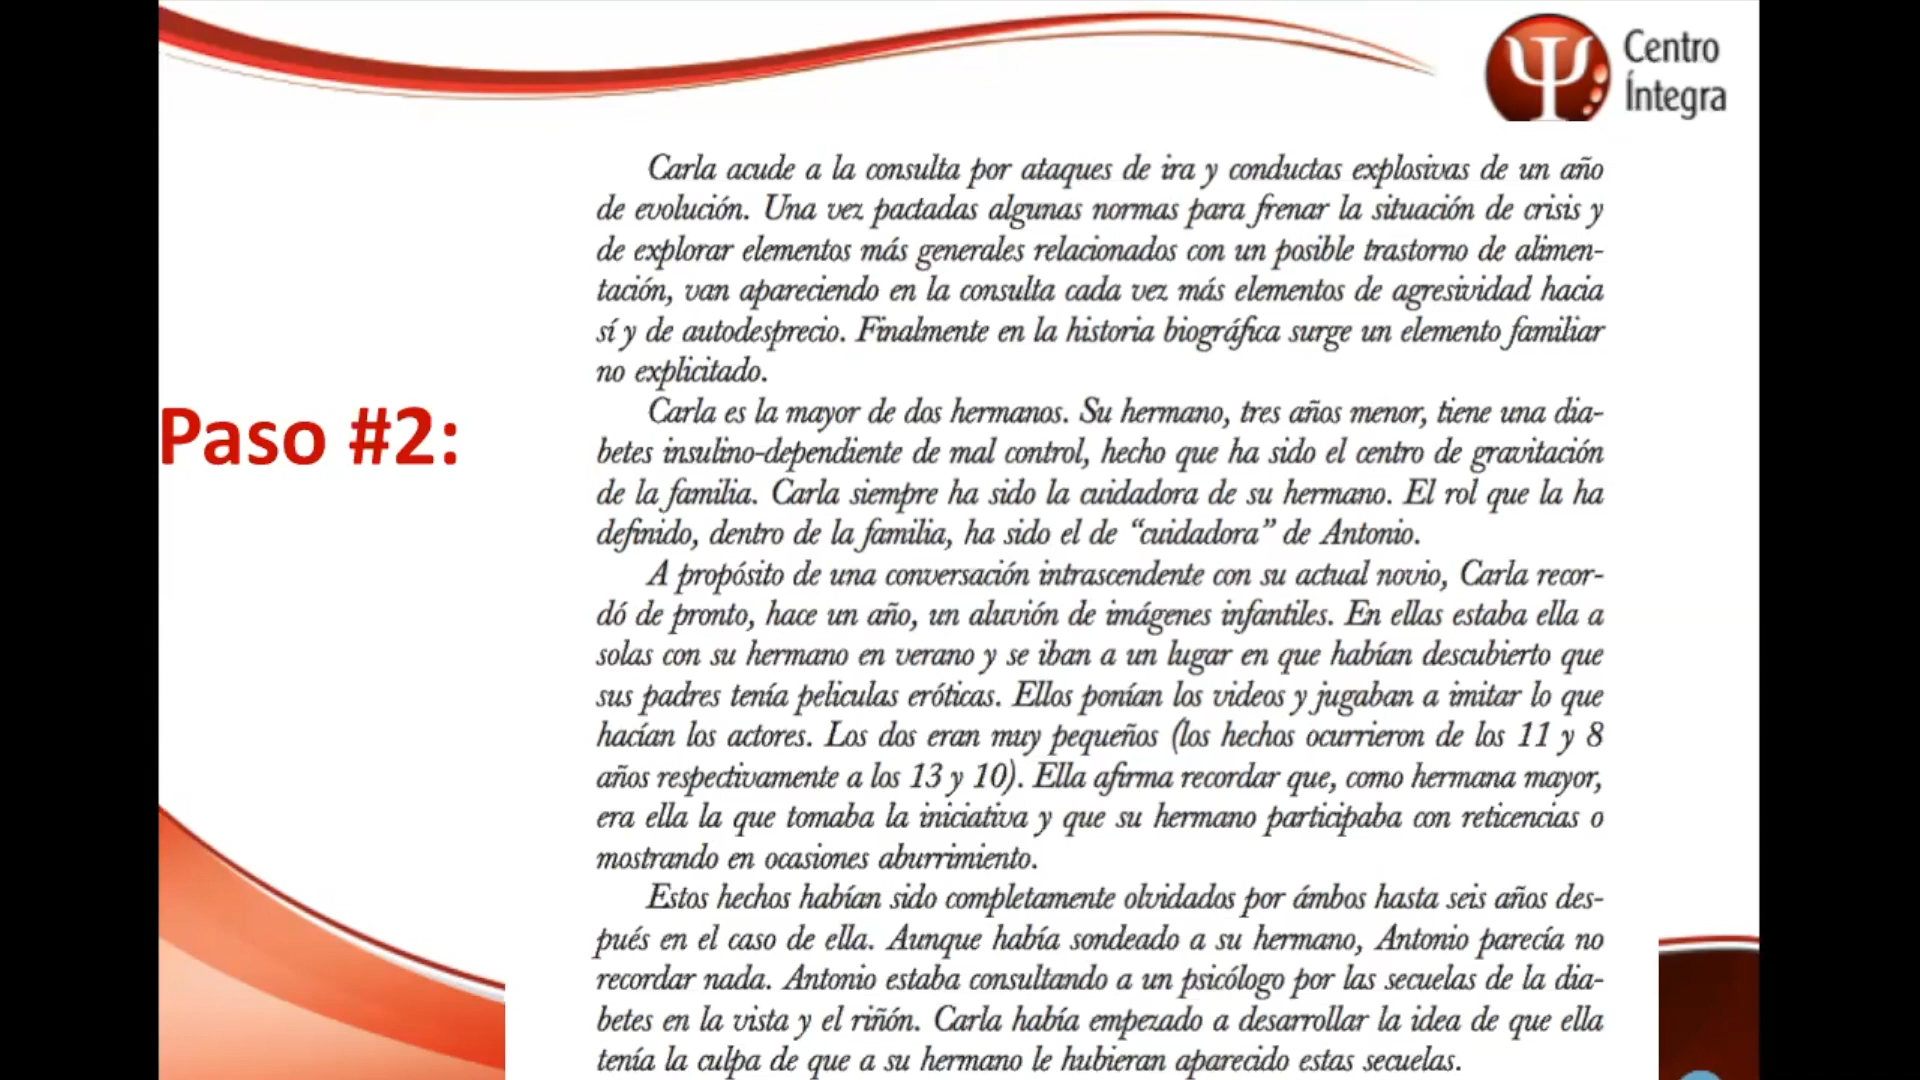 Centro
Íntegra
Carla acude a la consulta por ataques de ira y conductas explosivas de un año
de evolución. Una vez pactadas algunas normas para frenar la situación de crisis y
de explorar elementos más generales relacionados con un posible trastorno de alimen-
tación, van apareciendo en la consulta cada vez más elementos de agresividad hacia
sí y de autodesprecio. Finalmente en la historia biográfica surge un elemento familiar
no explicitado.
Carla es la mayor de dos hermanos. Su hermano, tres años menor, tiene una dia-
betes insulino-dependiente de mal control, hecho que ha sido el centro de gravitación
de la familia. Carla siempre ha sido la cuidadora de su hermano. El rol que la ha
definido, dentro de la familia, ha sido el de “cuidadora” de Antonio.
A propósito de una conversación intrascendente con su actual novio, Carla recor-
dó de pronto, hace un año, un aluvión de imágenes infantiles. En ellas estaba ella a
solas con su hermano en verano y se iban a un lugar en que habían descubierto que
sus padres tenía peliculas eróticas. Ellos ponían los videos y jugaban a imitar lo que
hacían los actores. Los dos eran muy pequeños (los hechos ocurrieron de los 11 y 8
años respectivamente a los 13 y 10). Ella afirma recordar que, como hermana mayor,
era ella la que tomaba la iniciativa y que su hermano participaba con reticencias o
mostrando en ocasiones aburrimiento.
Estos hechos habían sido completamente olvidados por ámbos hasta seis años des-
pués en el caso de ella. Aunque había sondeado a su hermano, Antonio parecía no
recordar nada. Antonio estaba consultando a un psicólogo por las secuelas de la dia-
betes en la vista y el riñón. Carla había empezado a desarrollar la idea de que ella
tenía la culpa de que a su hermano le hubieran aparecido estas secuelas.
Paso #2: